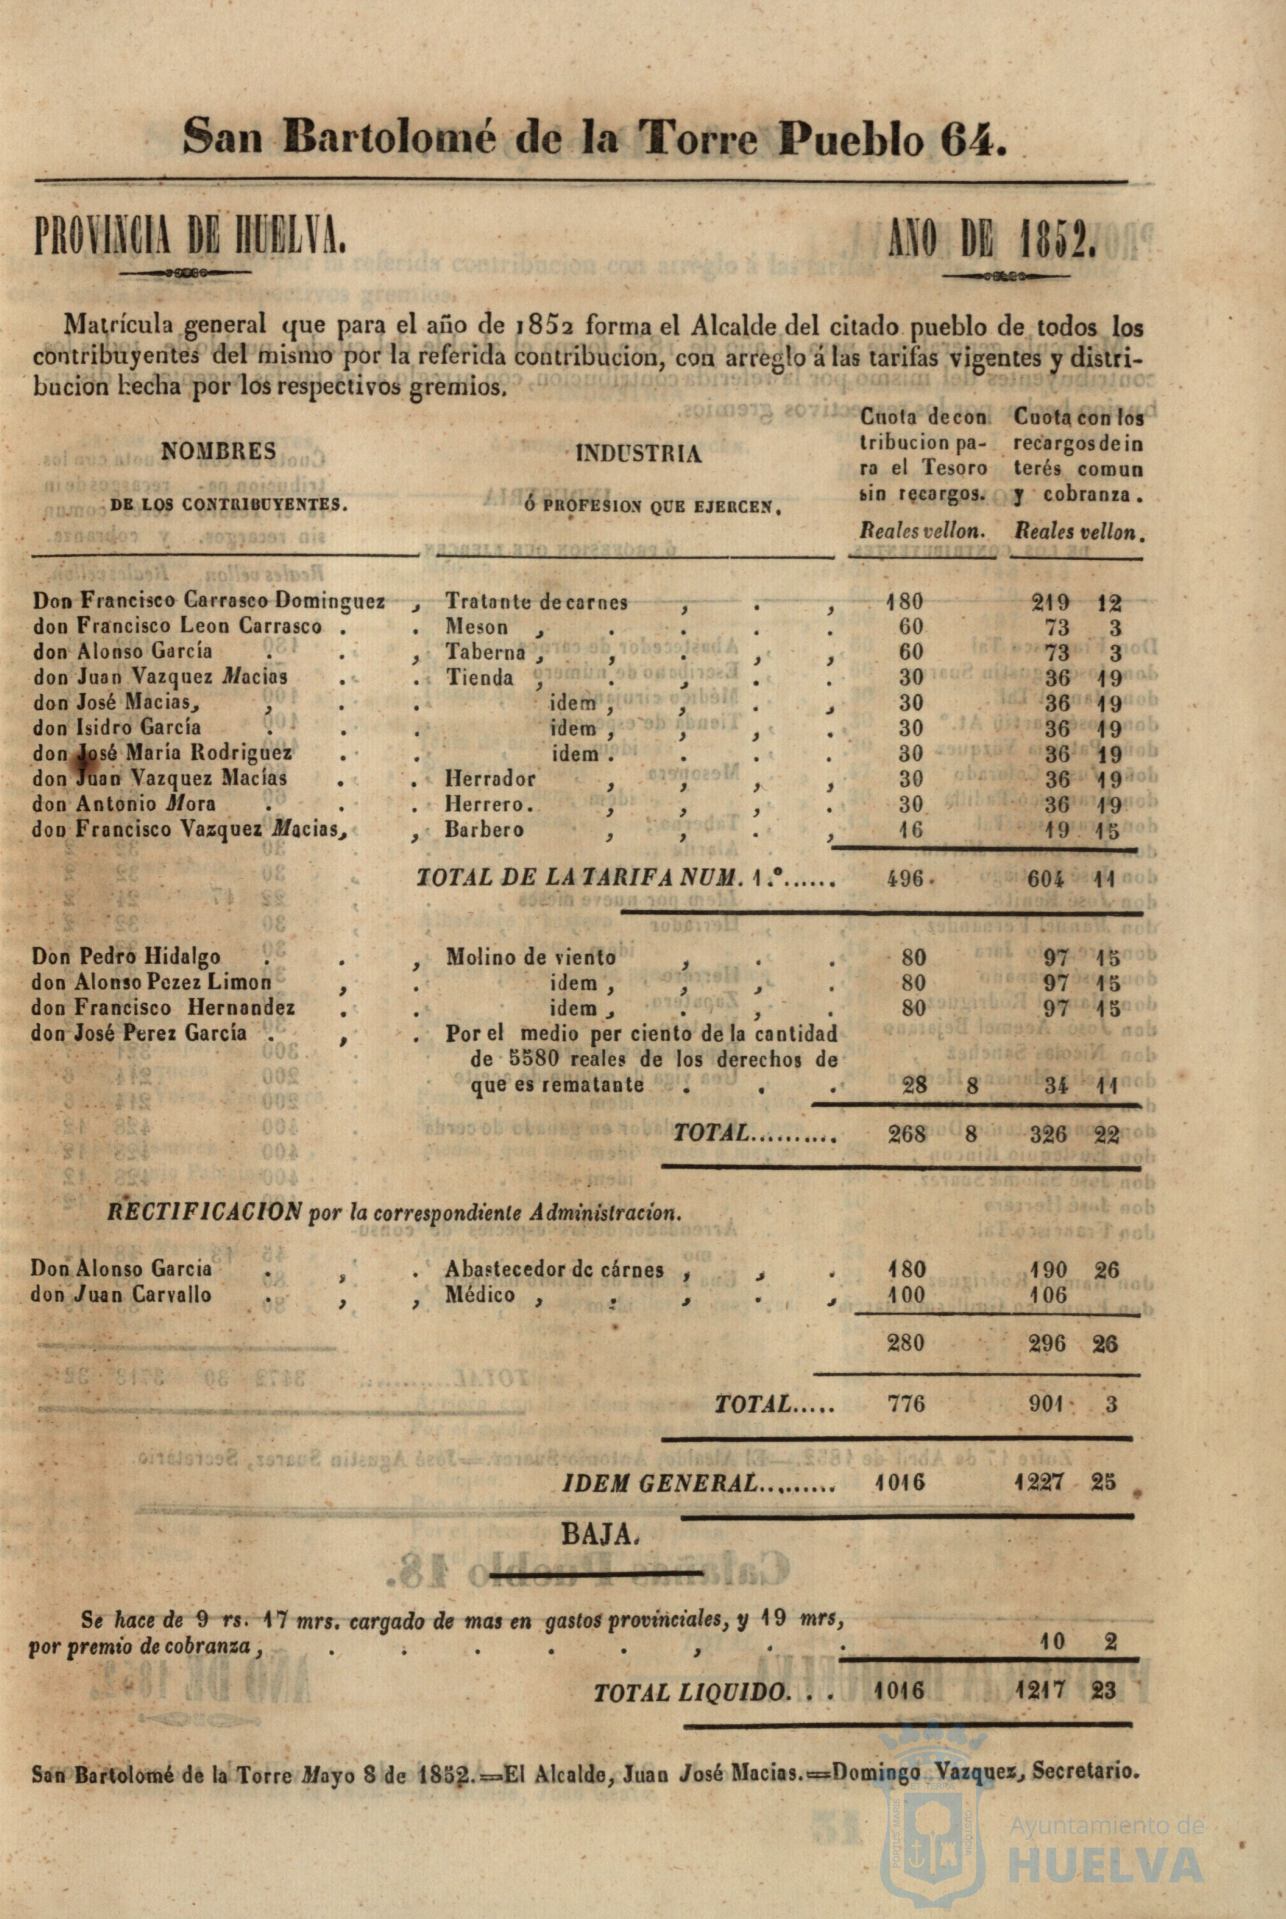 San Bartolomé de la Torre Pueblo 64.
PROVINCIA DE HUELVA.
AÑO DE 1852.
Matrícula general que para el año de 1852 forma el Alcalde del citado pueblo de todos los
contribuyentes del mismo por la referida contribucion, con arreglo á las tarifas vigentes y distri-
bucion hecha por los respectivos gremios.
NOMBRES
DE LOS CONTRIBUYENTES.
INDUSTRIA
Ó PROFESION QUE EJERCEN.
Cuota de con
tribucion pa-
ra el Tesoro
sin recargos.
Reales vellon.
Cuota con los
recargos de in
terés comun
y cobranza.
Reales vellon.
Don Francisco Carrasco Dominguez , Tratante de carnes , . , 180 219 12
don Francisco Leon Carrasco . . Meson , . . . . 60 73 3
don Alonso García . . , Taberna , , . , , 60 73 3
don Juan Vazquez Macias . . Tienda , . , . . 30 36 19
don José Macias, , . . idem , , . , 30 36 19
don Isidro García . . . idem , , , . 30 36 19
don José María Rodriguez . . idem . . . . 30 36 19
don Juan Vazquez Macías . . Herrador , , , , 30 36 19
don Antonio Mora . . . Herrero. , , , . 30 36 19
don Francisco Vazquez Macias, , Barbero , , . , 16 19 15
TOTAL DE LA TARIFA NUM. 1.º...... 496. 604 11
Don Pedro Hidalgo . . , Molino de viento , . . 80 97 15
don Alonso Pezez Limon , . idem , , , . 80 97 15
don Francisco Hernandez . . idem , . , . 80 97 15
don José Perez García . , . Por el medio per ciento de la cantidad
de 5580 reales de los derechos de
que es rematante . . . 28 8 34 11
TOTAL.......... 268 8 326 22
RECTIFICACION por la correspondiente Administracion.
Don Alonso Garcia . , . Abastecedor de cárnes , , . 180 190 26
don Juan Carvallo . , , Médico , . , . , 100 106
280 296 26
TOTAL..... 776 901 3
IDEM GENERAL......... 1016 1227 25
BAJA.
Se hace de 9 rs. 17 mrs. cargado de mas en gastos provinciales, y 19 mrs,
por premio de cobranza, . . . . . , . . 10 2
TOTAL LIQUIDO. . . 1016 1217 23
San Bartolomé de la Torre Mayo 8 de 1852.=El Alcalde, Juan José Macias.=Domingo Vazquez, Secretario.
51
Ayuntamiento de
HUELVA